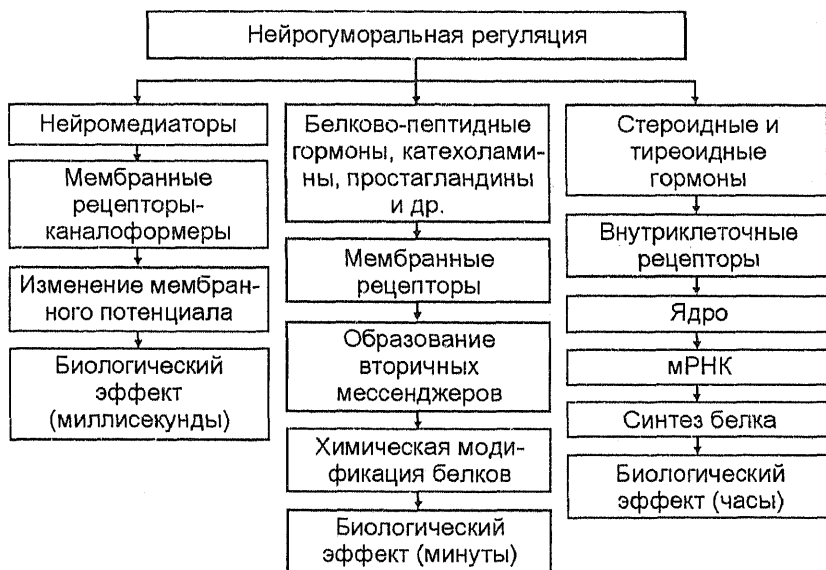 Нейрогуморальная регуляция
Нейромедиаторы
Мембранные
рецепторы-
каналоформеры
Изменение мембран-
ного потенциала
Биологический
эффект
(миллисекунды)
Белково-пептидные
гормоны, катехолами-
ны, простагландины
и др.
Мембранные
рецепторы
Образование
вторичных
мессенджеров
Химическая моди-
фикация белков
Биологический
эффект (минуты)
Стероидные и
тиреоидные
гормоны
Внутриклеточные
рецепторы
Ядро
мРНК
Синтез белка
Биологический
эффект (часы)